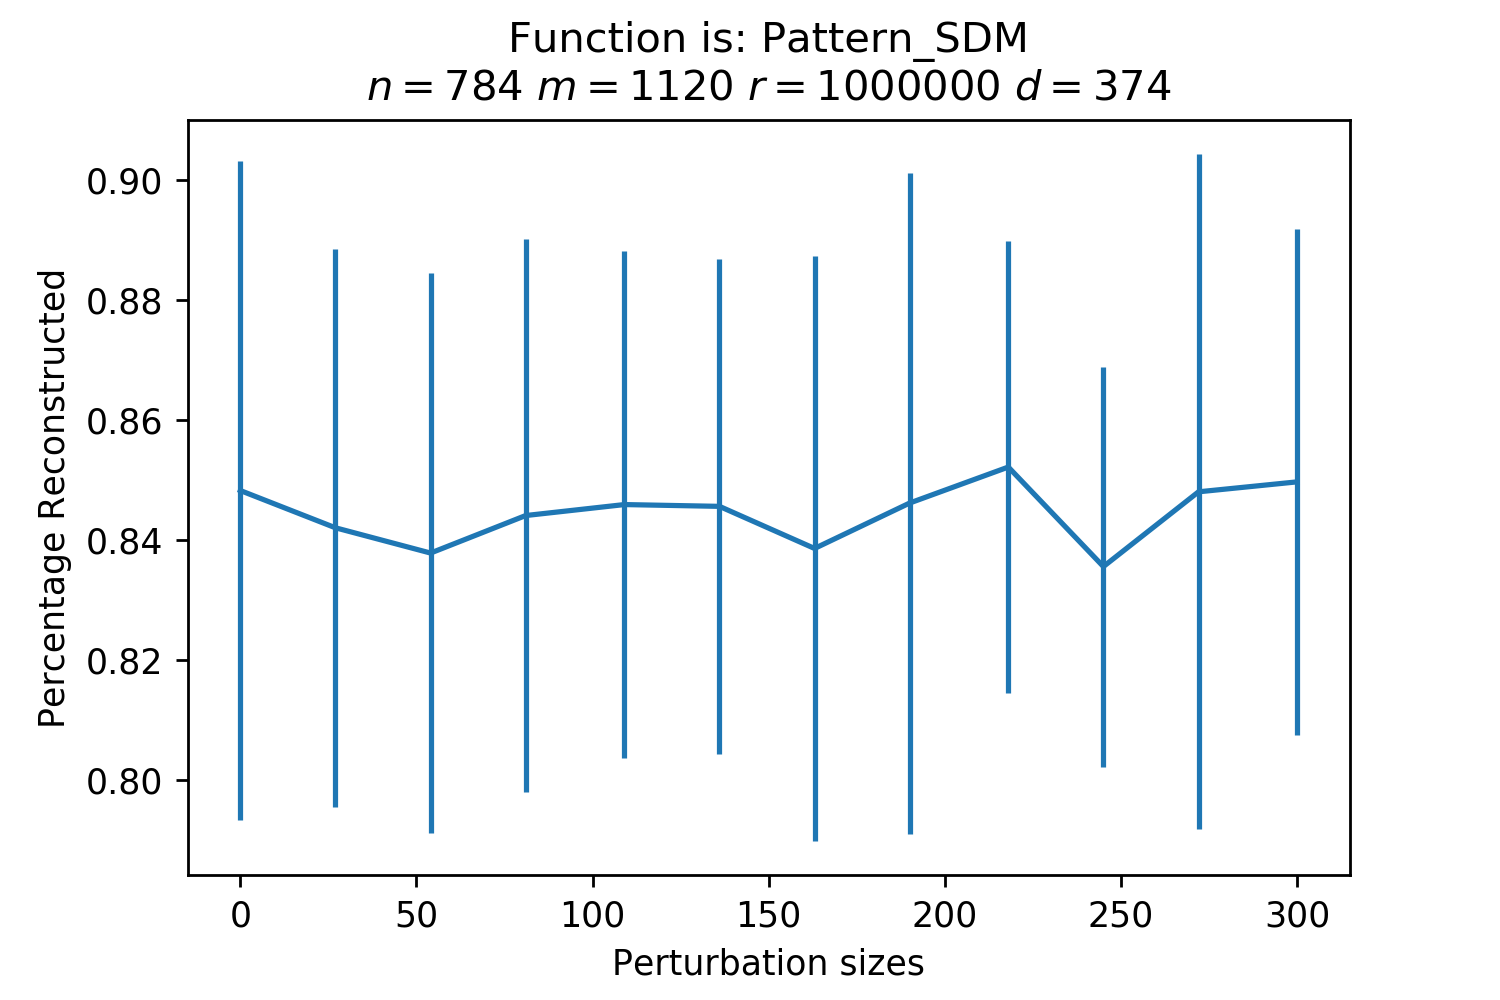 Function is: Pattern_SDM
n = 784 m = 1120 r = 1000000 d = 374
0.90
0.88
0.86
0.84
0.82
0.80
Percentage Reconstructed
0 50 100 150 200 250 300
Perturbation sizes